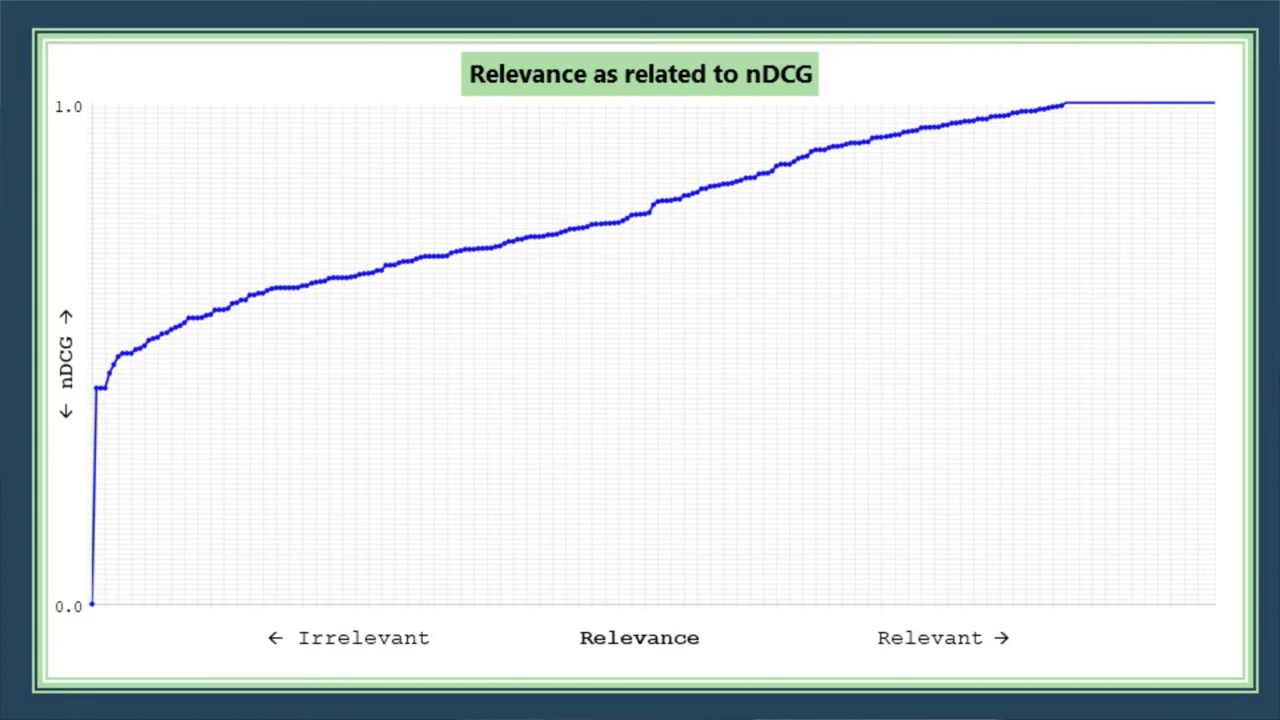 Relevance as related to nDCG
1.0
← nDCG →
0.0
← Irrelevant
Relevance
Relevant →